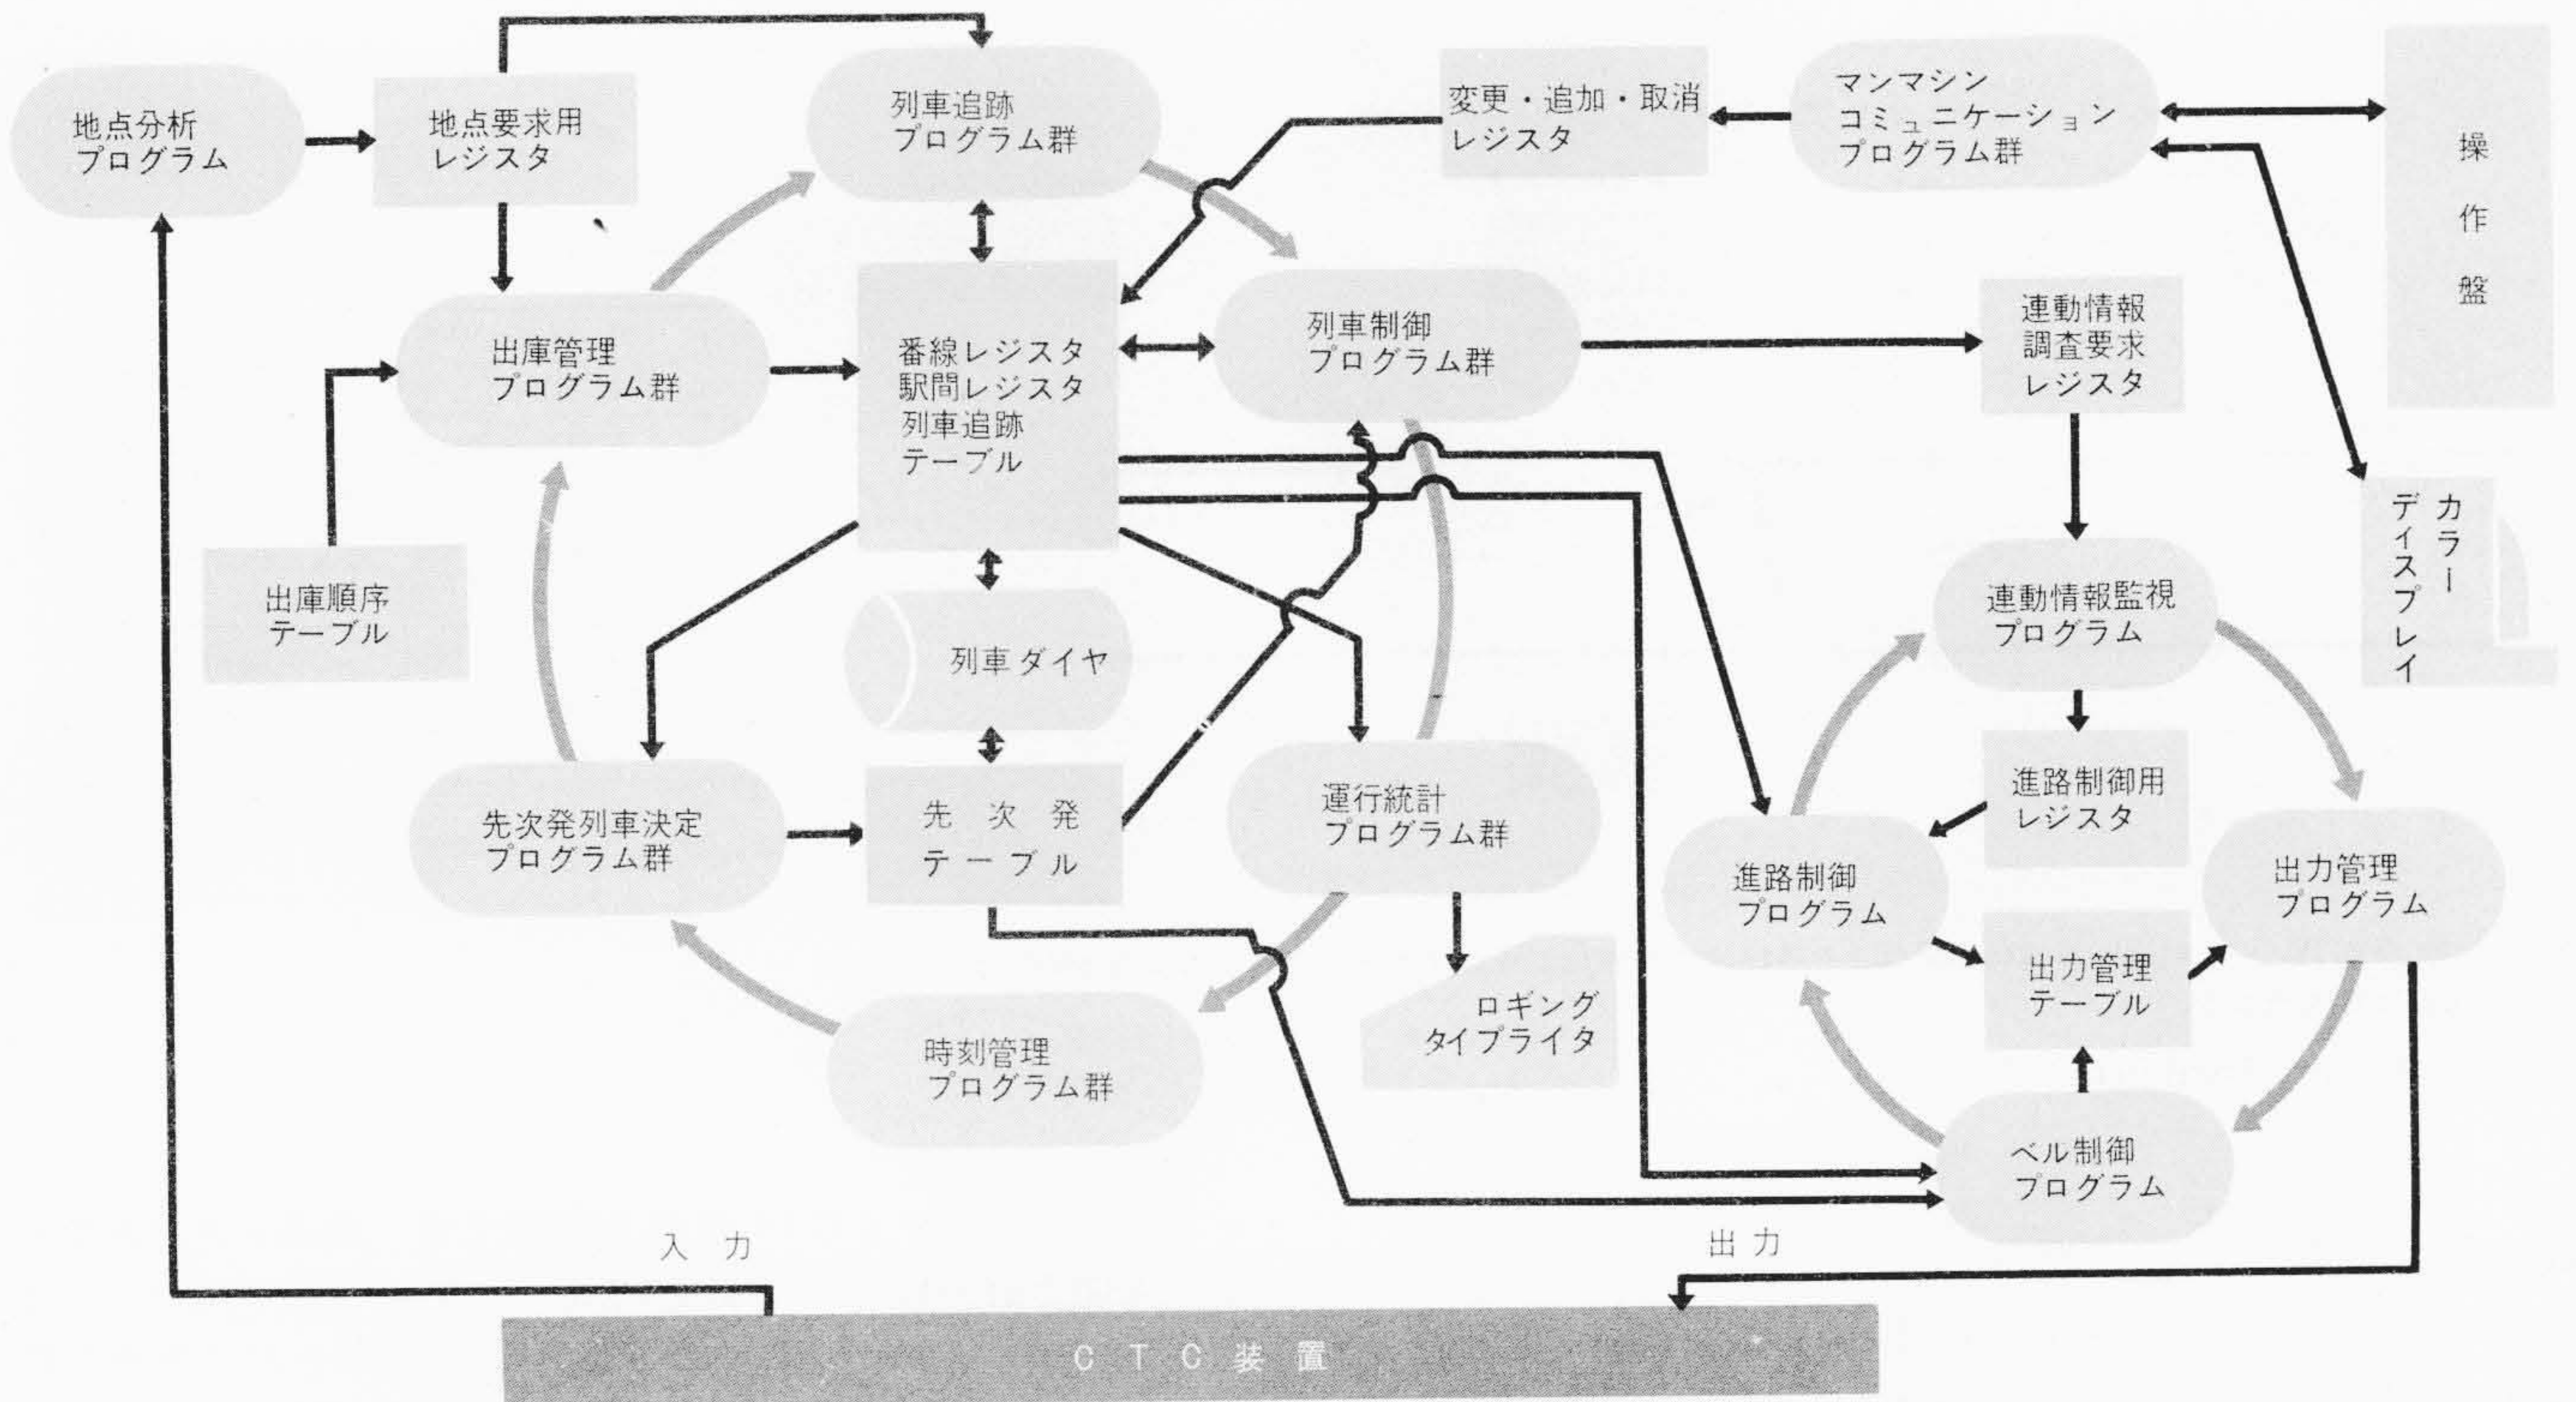 地点分析
プログラム
地点要求用
レジスタ
列車追跡
プログラム群
変更・追加・取消
レジスタ
マンマシン
コミュニケーション
プログラム群
操作盤
出庫管理
プログラム群
番線レジスタ
駅間レジスタ
列車追跡
テーブル
列車制御
プログラム群
連動情報
調査要求
レジスタ
カラー
ディスプレイ
出庫順序
テーブル
列車ダイヤ
連動情報監視
プログラム
先次発列車決定
プログラム群
先次発
テーブル
運行統計
プログラム群
進路制御用
レジスタ
進路制御
プログラム
出力管理
プログラム
出力管理
テーブル
ロギング
タイプライタ
時刻管理
プログラム群
ベル制御
プログラム
入力
出力
CTC装置